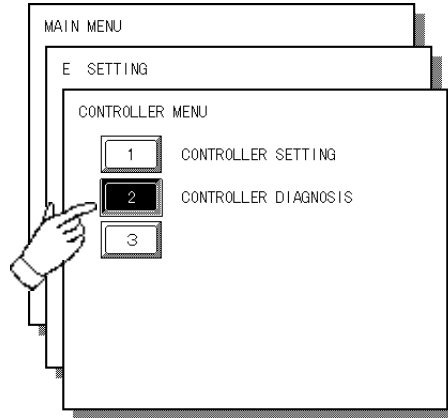 MAIN MENU
E SETTING
CONTROLLER MENU
1 CONTROLLER SETTING
2 CONTROLLER DIAGNOSIS
3